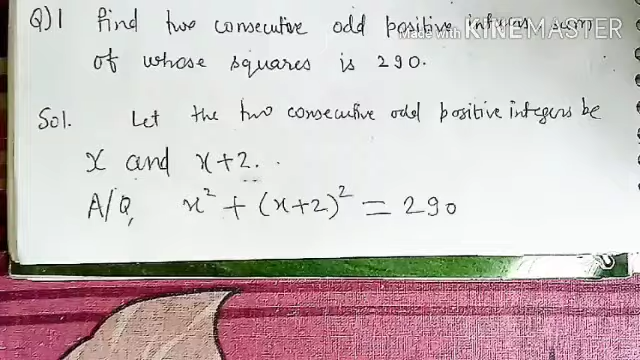 Q)1 Find two consecutive odd positive integers sum
of whose squares is 290.
Made with KINEMASTER
Sol. Let the two consecutive odd positive integers be
x and x+2.
A/Q, x² + (x+2)² = 290